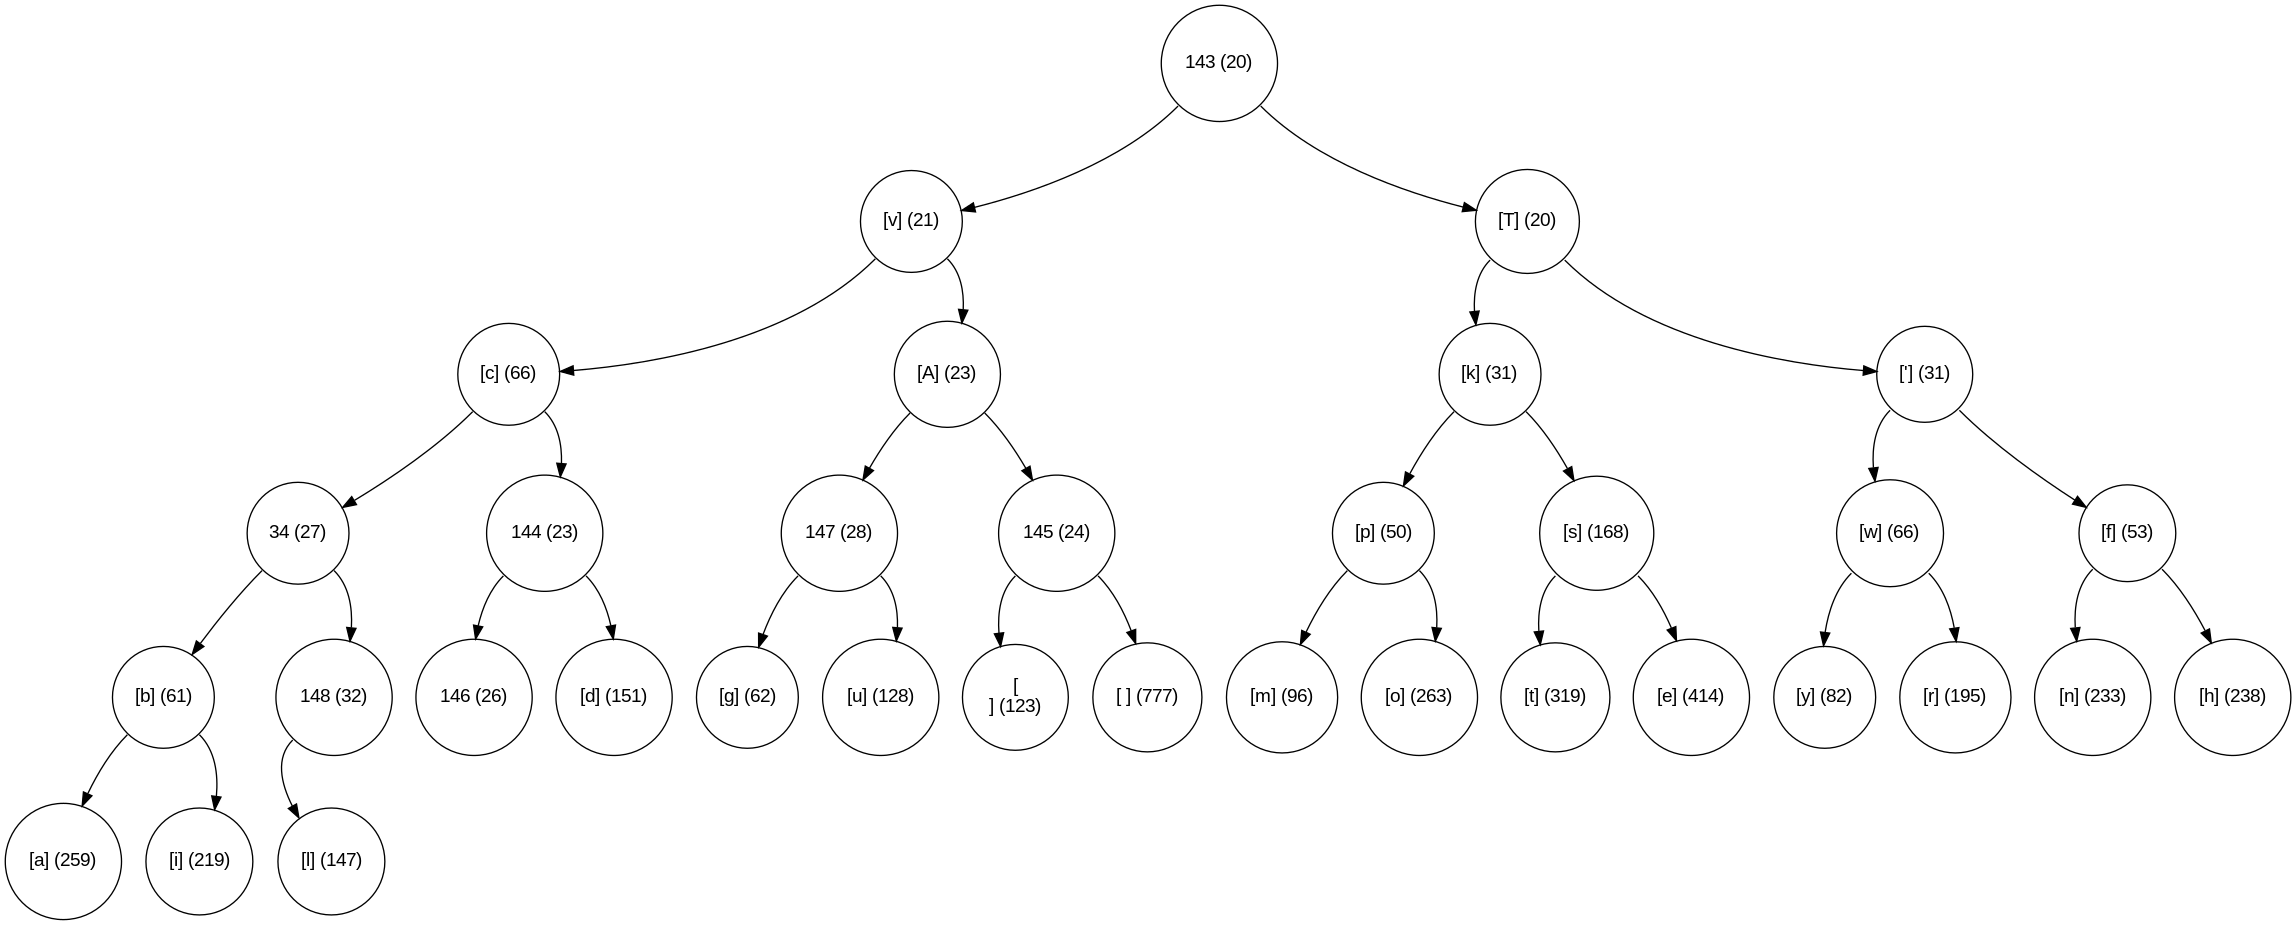 143 (20)
[v] (21)
[T] (20)
[c] (66)
[A] (23)
[k] (31)
['] (31)
34 (27)
144 (23)
147 (28)
145 (24)
[p] (50)
[s] (168)
[w] (66)
[f] (53)
[b] (61)
148 (32)
146 (26)
[d] (151)
[g] (62)
[u] (128)
[
] (123)
[ ] (777)
[m] (96)
[o] (263)
[t] (319)
[e] (414)
[y] (82)
[r] (195)
[n] (233)
[h] (238)
[a] (259)
[i] (219)
[l] (147)